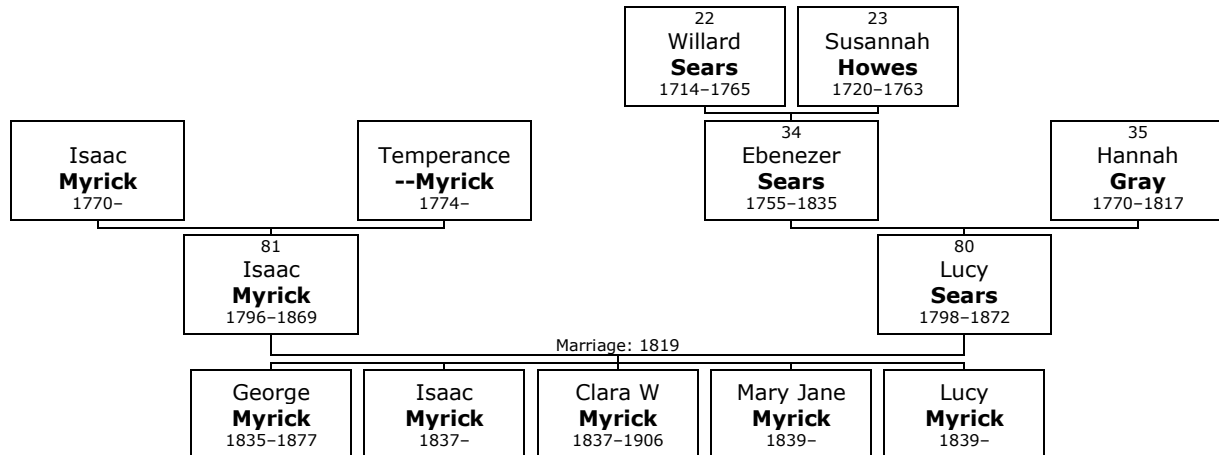 22
Willard
Sears
1714–1765
23
Susannah
Howes
1720–1763
Isaac
Myrick
1770–
Temperance
--Myrick
1774–
34
Ebenezer
Sears
1755–1835
35
Hannah
Gray
1770–1817
81
Isaac
Myrick
1796–1869
80
Lucy
Sears
1798–1872
Marriage: 1819
George
Myrick
1835–1877
Isaac
Myrick
1837–
Clara W
Myrick
1837–1906
Mary Jane
Myrick
1839–
Lucy
Myrick
1839–